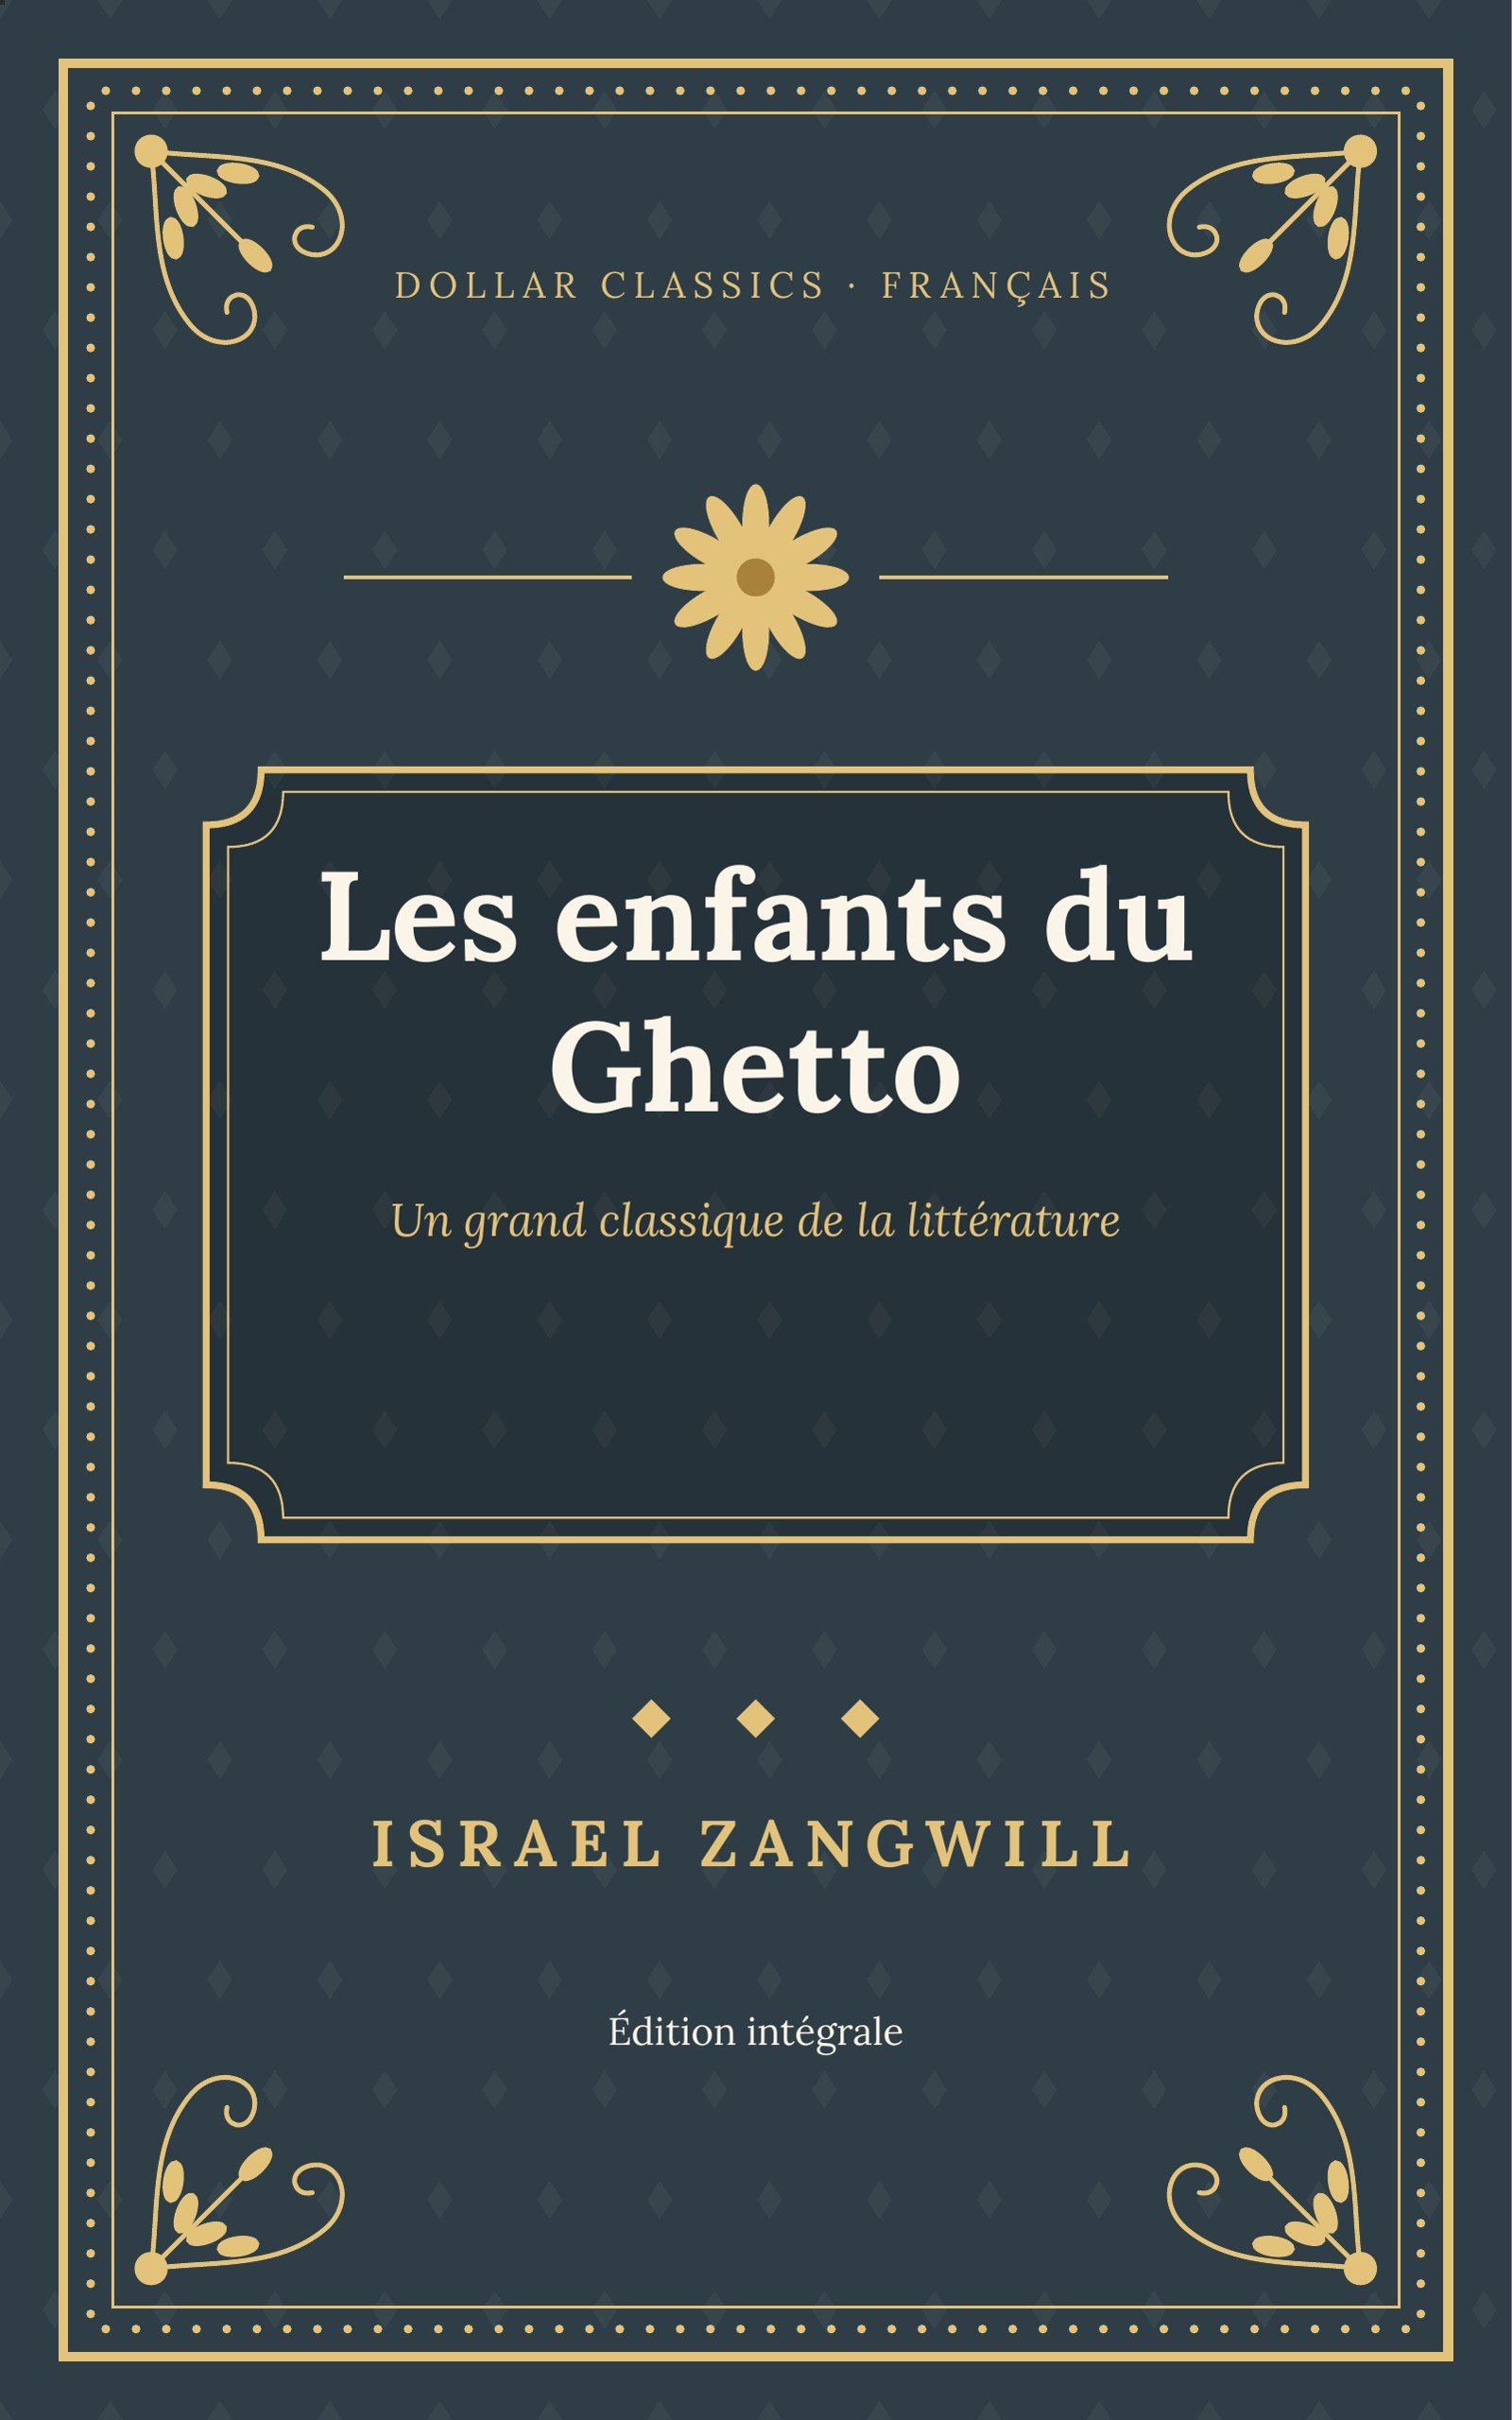 DOLLAR CLASSICS · FRANÇAIS
Les enfants du
Ghetto
Un grand classique de la littérature
ISRAEL ZANGWILL
Édition intégrale